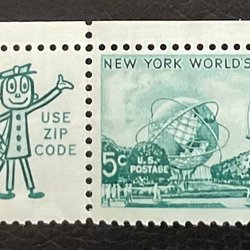 USE
ZIP
CODE
NEW YORK WORLD'S
5c
U.S.
POSTAGE